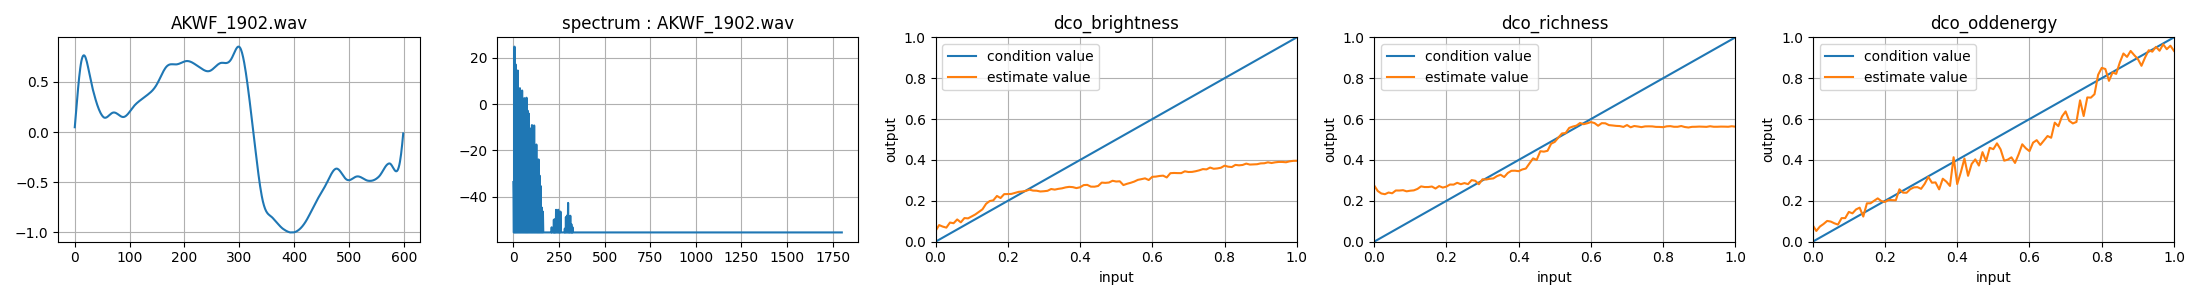 AKWF_1902.wav
0.5
0.0
−0.5
−1.0
0 100 200 300 400 500 600
spectrum : AKWF_1902.wav
20
0
−20
−40
0 250 500 750 1000 1250 1500 1750
dco_brightness
condition value
estimate value
output
1.0
0.8
0.6
0.4
0.2
0.0
0.0 0.2 0.4 0.6 0.8 1.0
input
dco_richness
condition value
estimate value
output
1.0
0.8
0.6
0.4
0.2
0.0
0.0 0.2 0.4 0.6 0.8 1.0
input
dco_oddenergy
condition value
estimate value
output
1.0
0.8
0.6
0.4
0.2
0.0
0.0 0.2 0.4 0.6 0.8 1.0
input